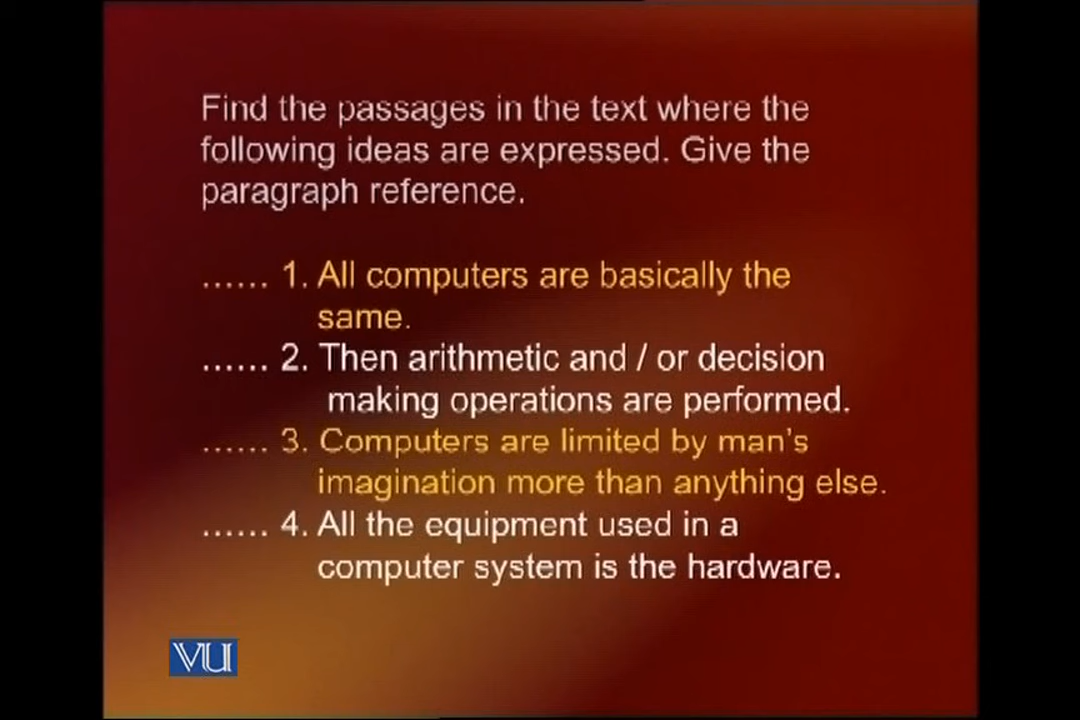 Find the passages in the text where the
following ideas are expressed. Give the
paragraph reference.
...... 1. All computers are basically the
same.
...... 2. Then arithmetic and / or decision
making operations are performed.
...... 3. Computers are limited by man’s
imagination more than anything else.
...... 4. All the equipment used in a
computer system is the hardware.
VU